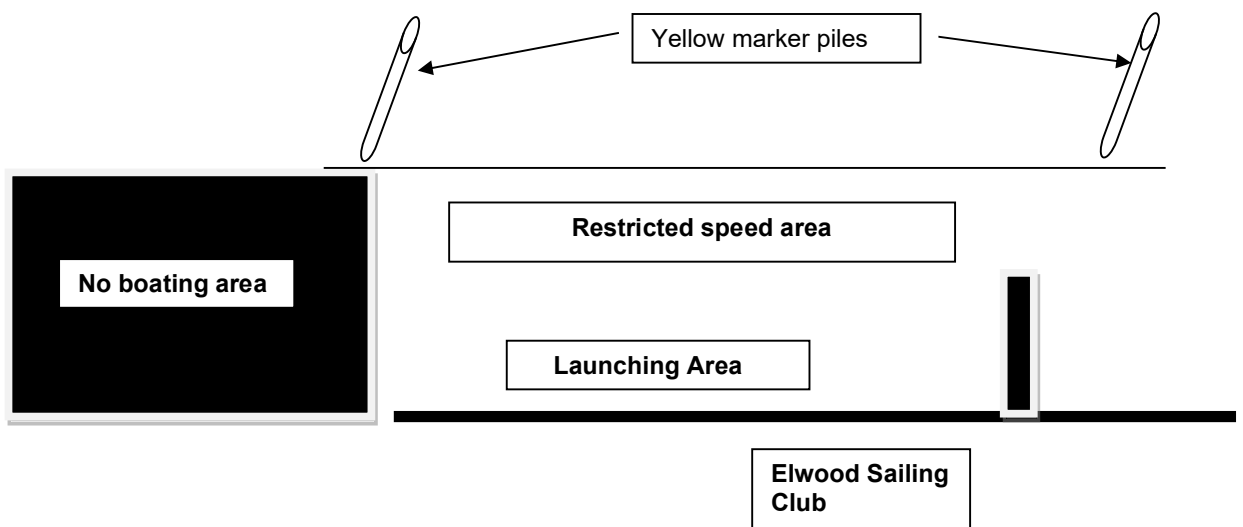 Yellow marker piles
Restricted speed area
No boating area
Launching Area
Elwood Sailing
Club